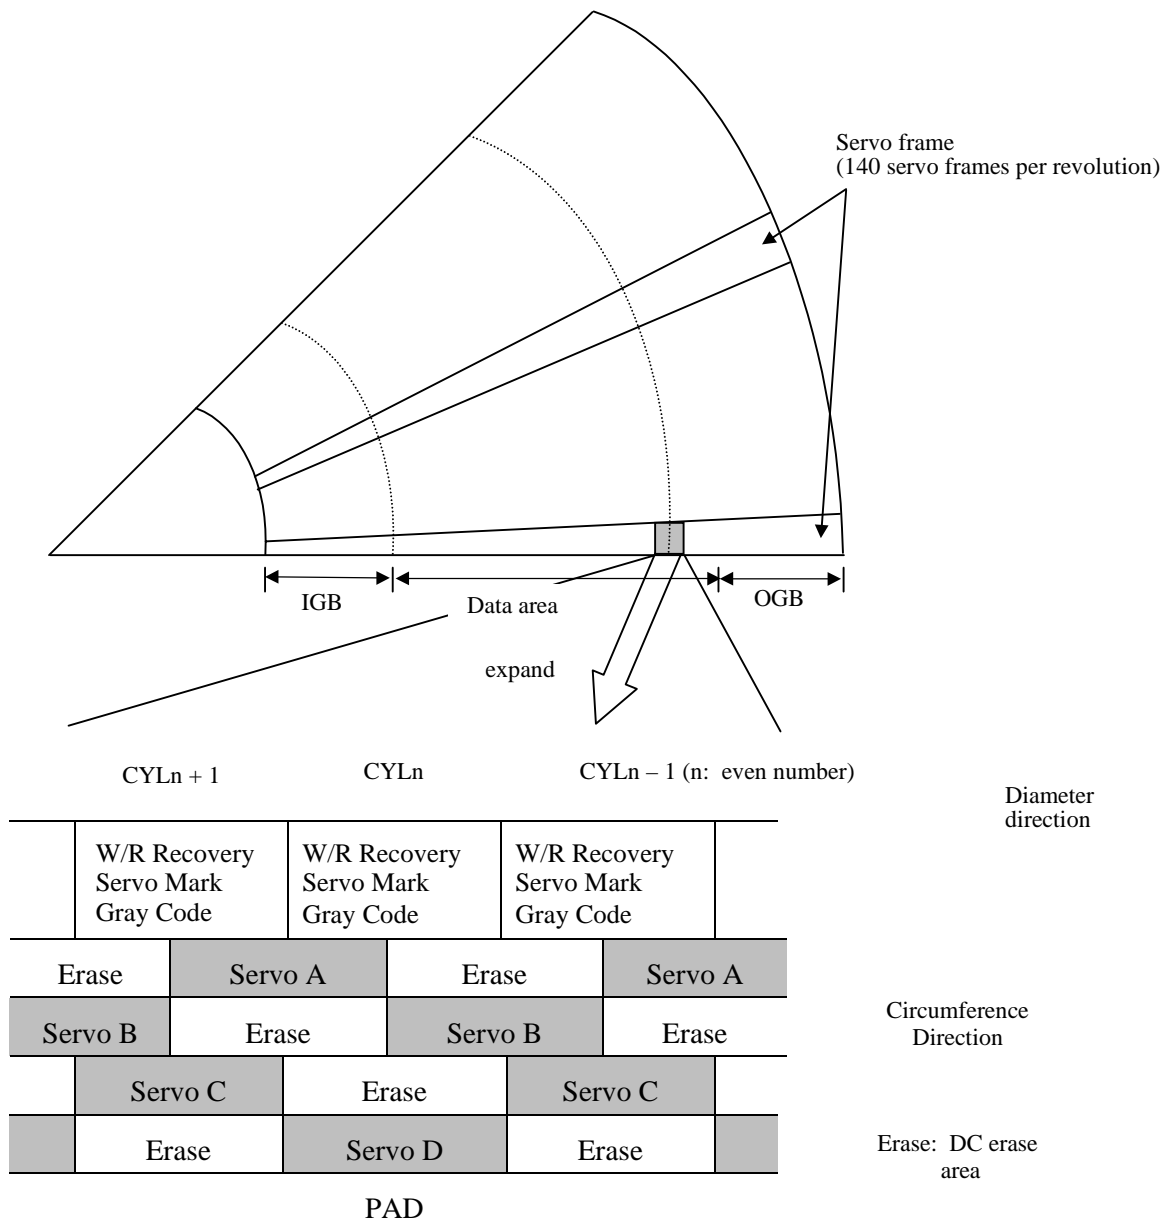 Servo frame
(140 servo frames per revolution)
IGB
Data area
OGB
expand
CYLn + 1
CYLn
CYLn – 1 (n: even number)
Diameter
direction
W/R Recovery
Servo Mark
Gray Code
W/R Recovery
Servo Mark
Gray Code
W/R Recovery
Servo Mark
Gray Code
Erase
Servo A
Erase
Servo A
Servo B
Erase
Servo B
Erase
Circumference
Direction
Servo C
Erase
Servo C
Erase
Servo D
Erase
Erase: DC erase
area
PAD